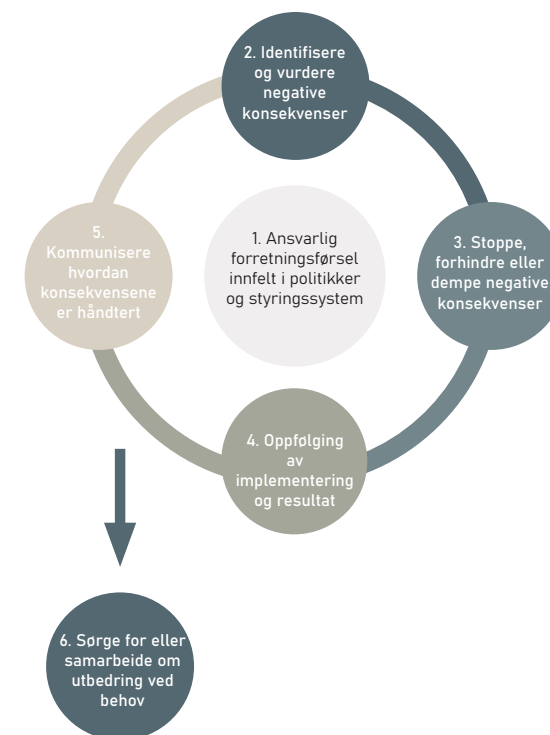 1. Ansvarlig
forretningsførsel
innfelt i politikker
og styringssystem
2. Identifisere
og vurdere
negative
konsekvenser
3. Stoppe,
forhindre eller
dempe negative
konsekvenser
4. Oppfølging
av
implementering
og resultat
5.
Kommunisere
hvordan
konsekvensene
er håndtert
6. Sørge for eller
samarbeide om
utbedring ved
behov